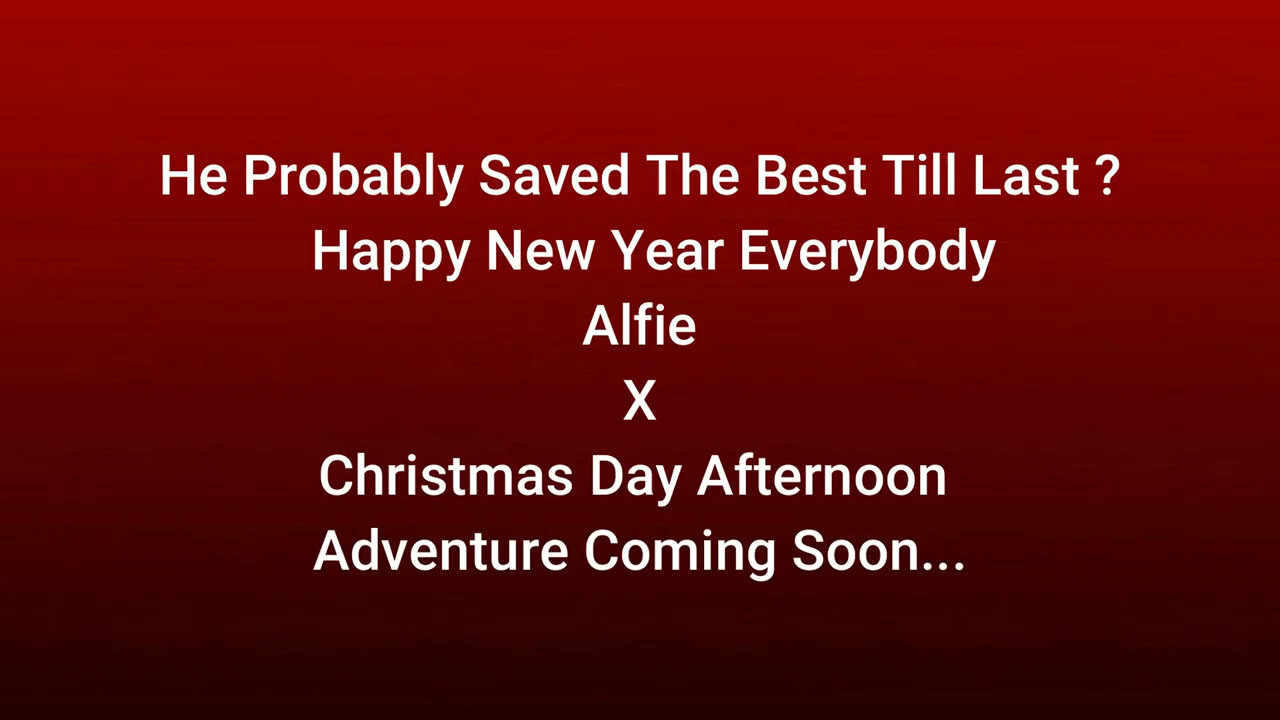 He Probably Saved The Best Till Last ?
Happy New Year Everybody
Alfie
X
Christmas Day Afternoon
Adventure Coming Soon...